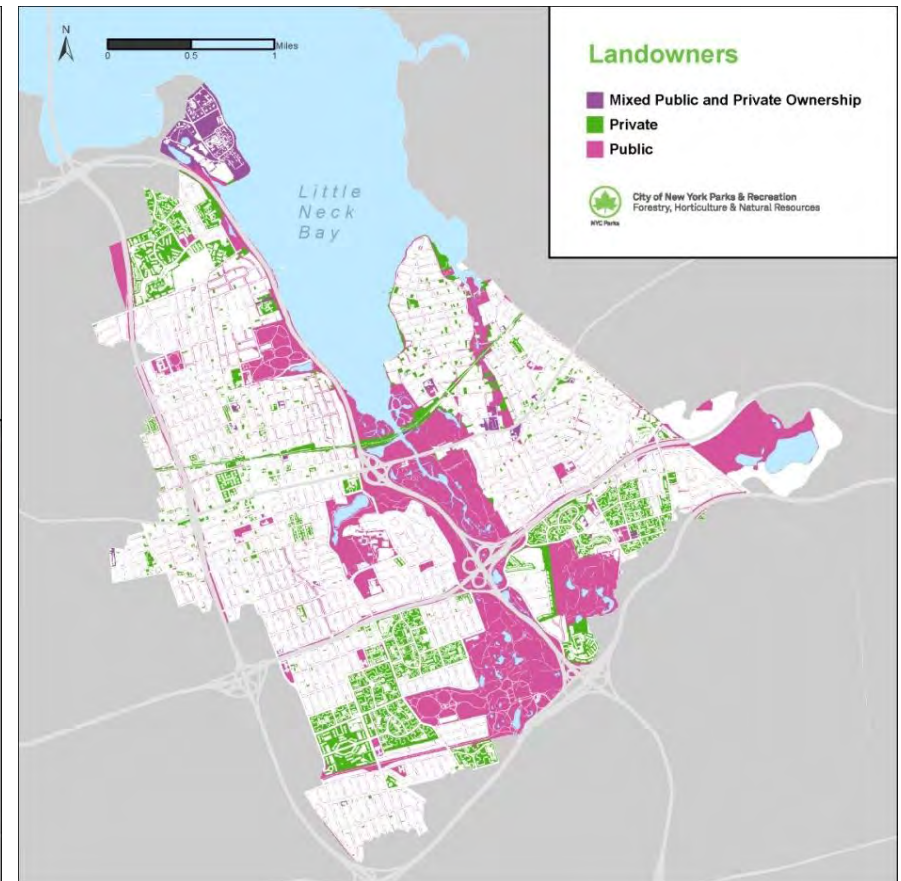 N
0 0.5 1 Miles
Landowners
Mixed Public and Private Ownership
Private
Public
NYC Parks
City of New York Parks & Recreation
Forestry, Horticulture & Natural Resources
Little
Neck
Bay